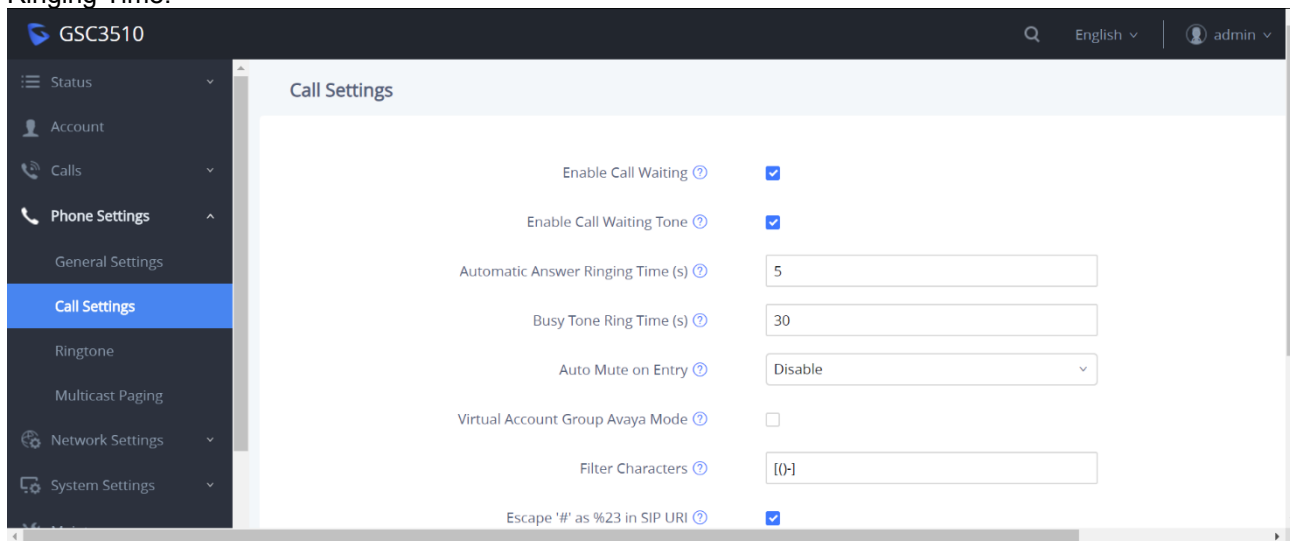 Ringing Time.
GSC3510
English
admin
Status
Account
Calls
Phone Settings
General Settings
Call Settings
Ringtone
Multicast Paging
Network Settings
System Settings
Call Settings
Enable Call Waiting ?
Enable Call Waiting Tone ?
Automatic Answer Ringing Time (s) ? 5
Busy Tone Ring Time (s) ? 30
Auto Mute on Entry ? Disable
Virtual Account Group Avaya Mode ?
Filter Characters ? [()-]
Escape '#' as %23 in SIP URI ?